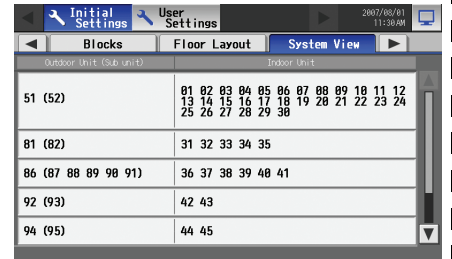 Initial Settings
User Settings
2007/08/01
11:30AM
Blocks
Floor Layout
System View
Outdoor Unit (Sub unit)
Indoor Unit
51 (52)
01 02 03 04 05 06 07 08 09 10 11 12
13 14 15 16 17 18 19 20 21 22 23 24
25 26 27 28 29 30
81 (82)
31 32 33 34 35
86 (87 88 89 90 91)
36 37 38 39 40 41
92 (93)
42 43
94 (95)
44 45